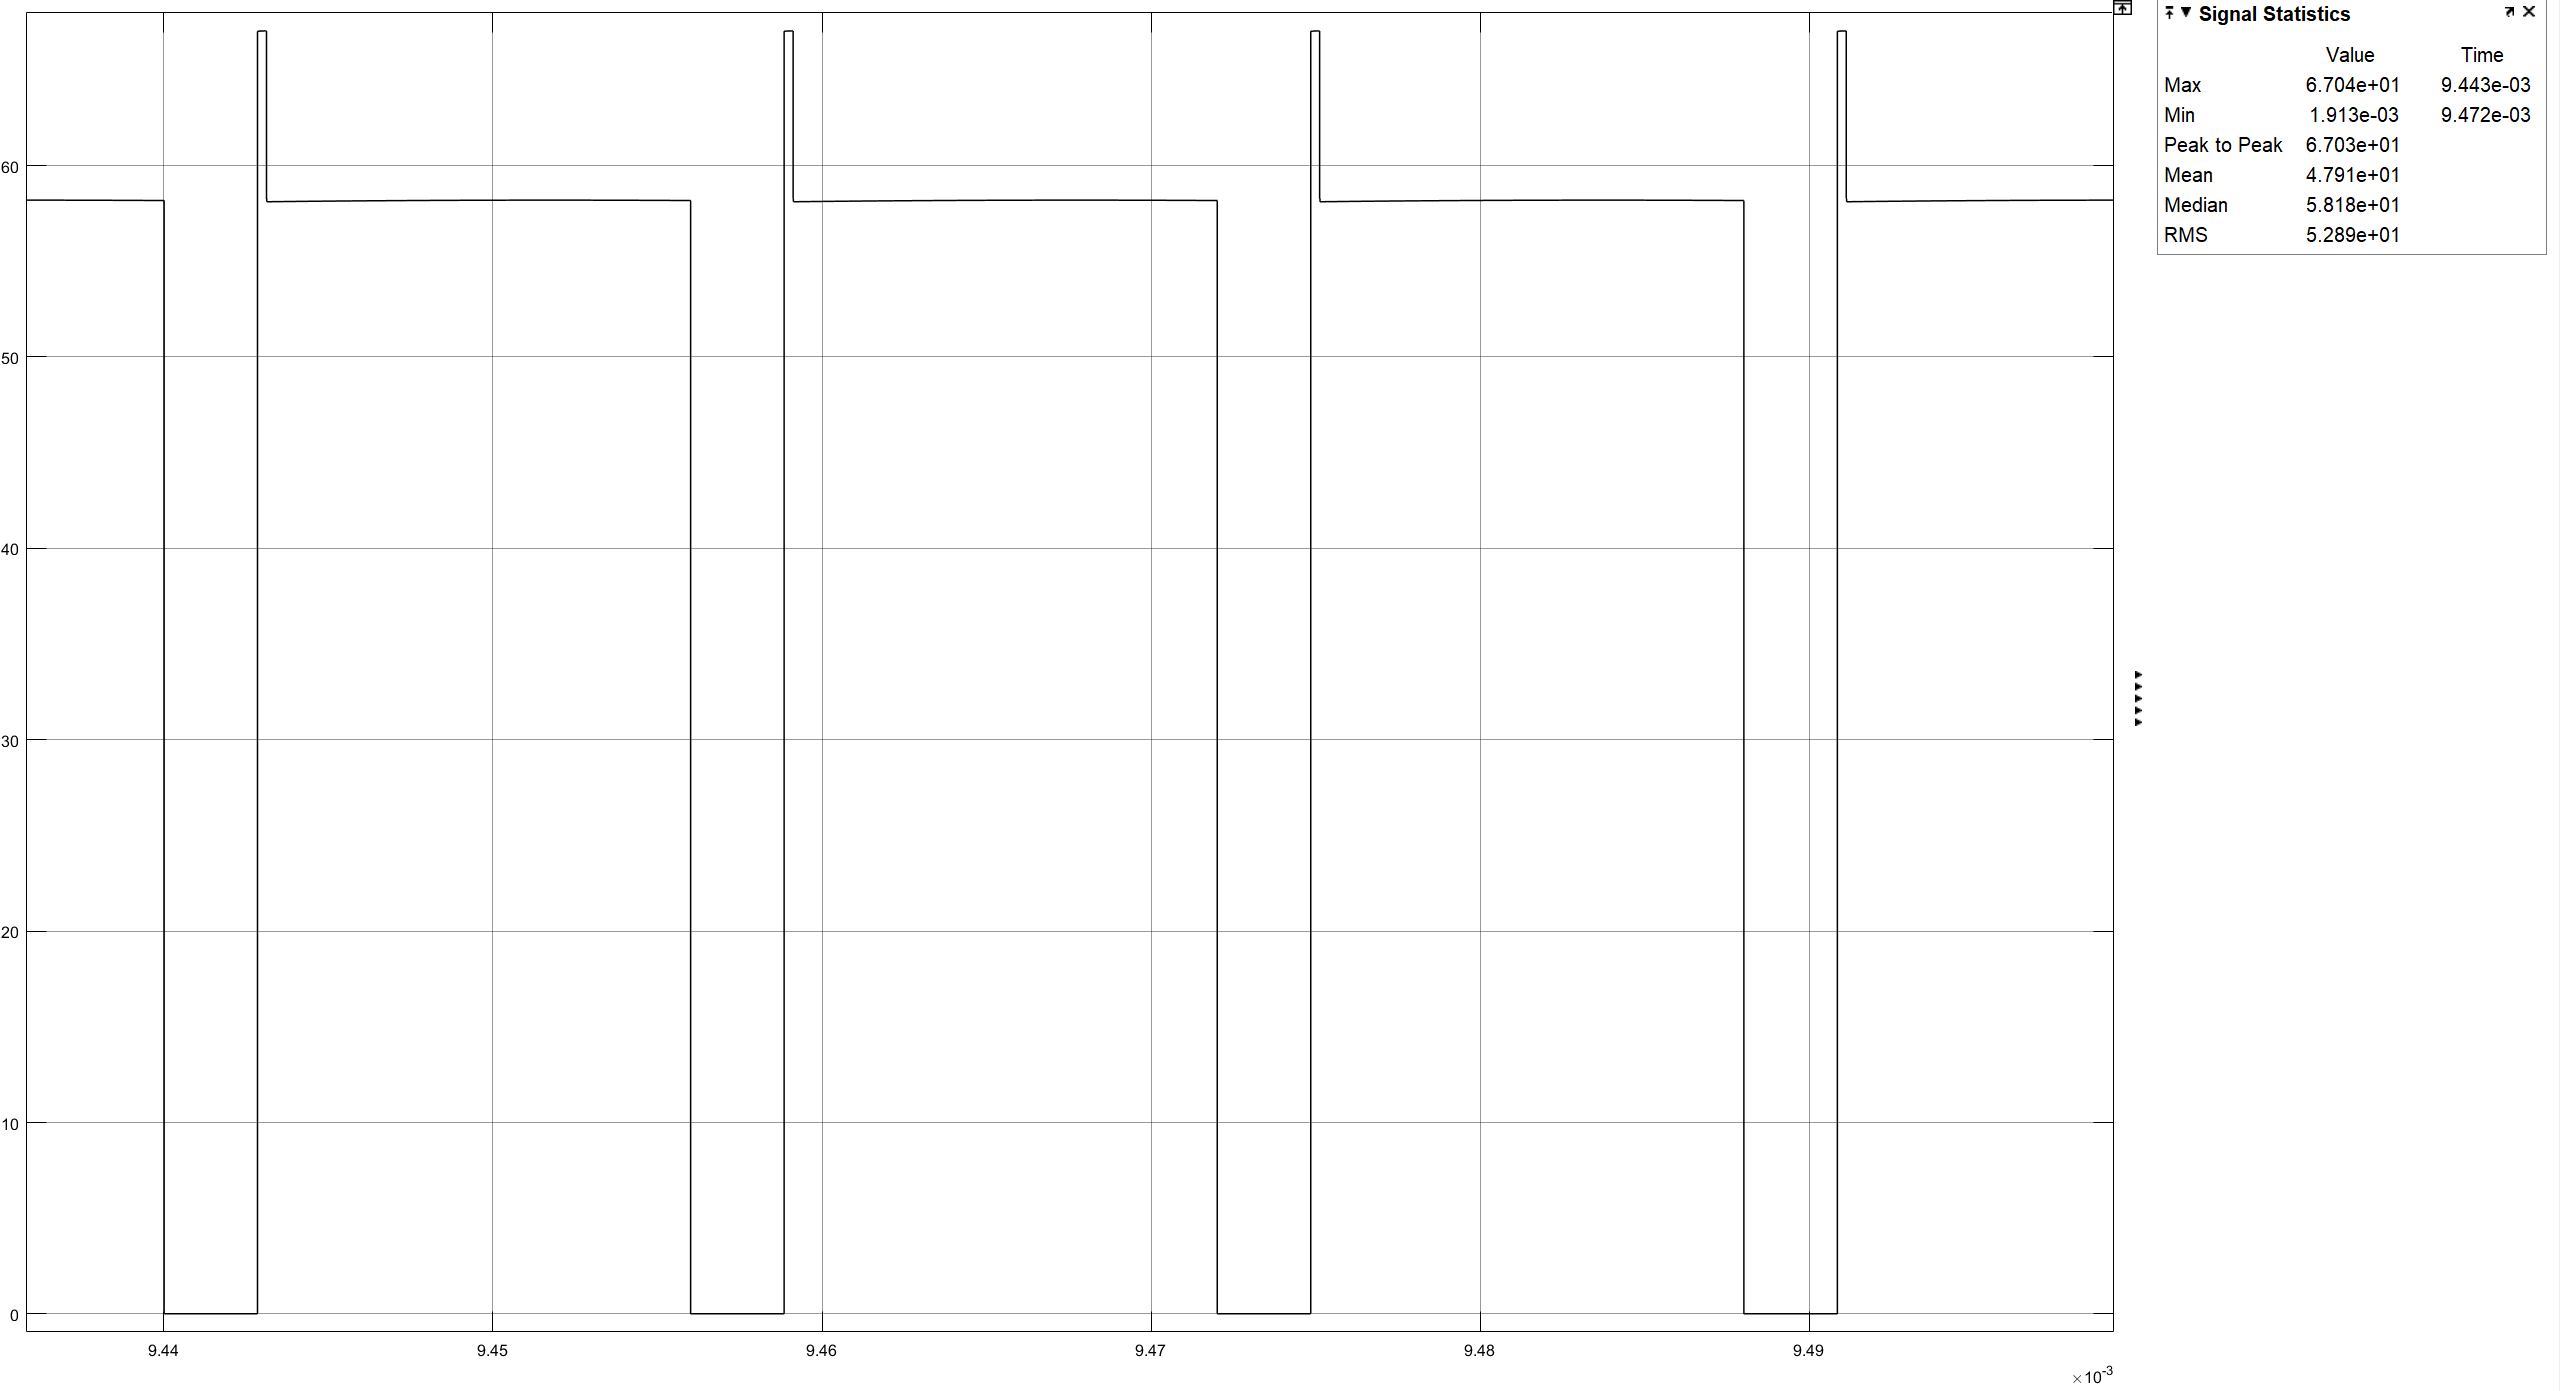 Signal Statistics
Value Time
Max 6.704e+01 9.443e-03
Min 1.913e-03 9.472e-03
Peak to Peak 6.703e+01
Mean 4.791e+01
Median 5.818e+01
RMS 5.289e+01
60
50
40
30
20
10
0
9.44 9.45 9.46 9.47 9.48 9.49
×10-3